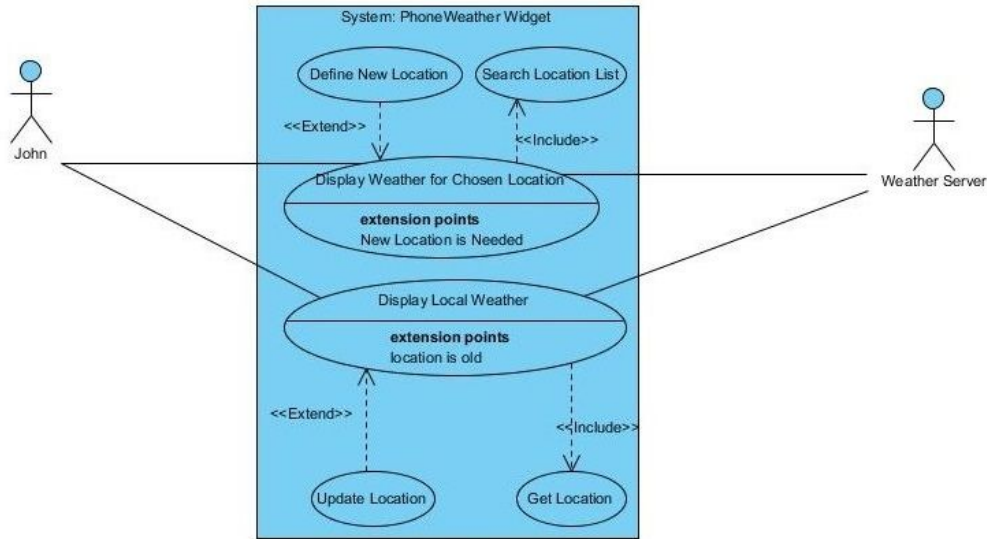 System: PhoneWeather Widget
Define New Location
Search Location List
<<Extend>>
<<Include>>
John
Weather Server
Display Weather for Chosen Location
extension points
New Location is Needed
Display Local Weather
extension points
location is old
<<Extend>>
<<Include>>
Update Location
Get Location